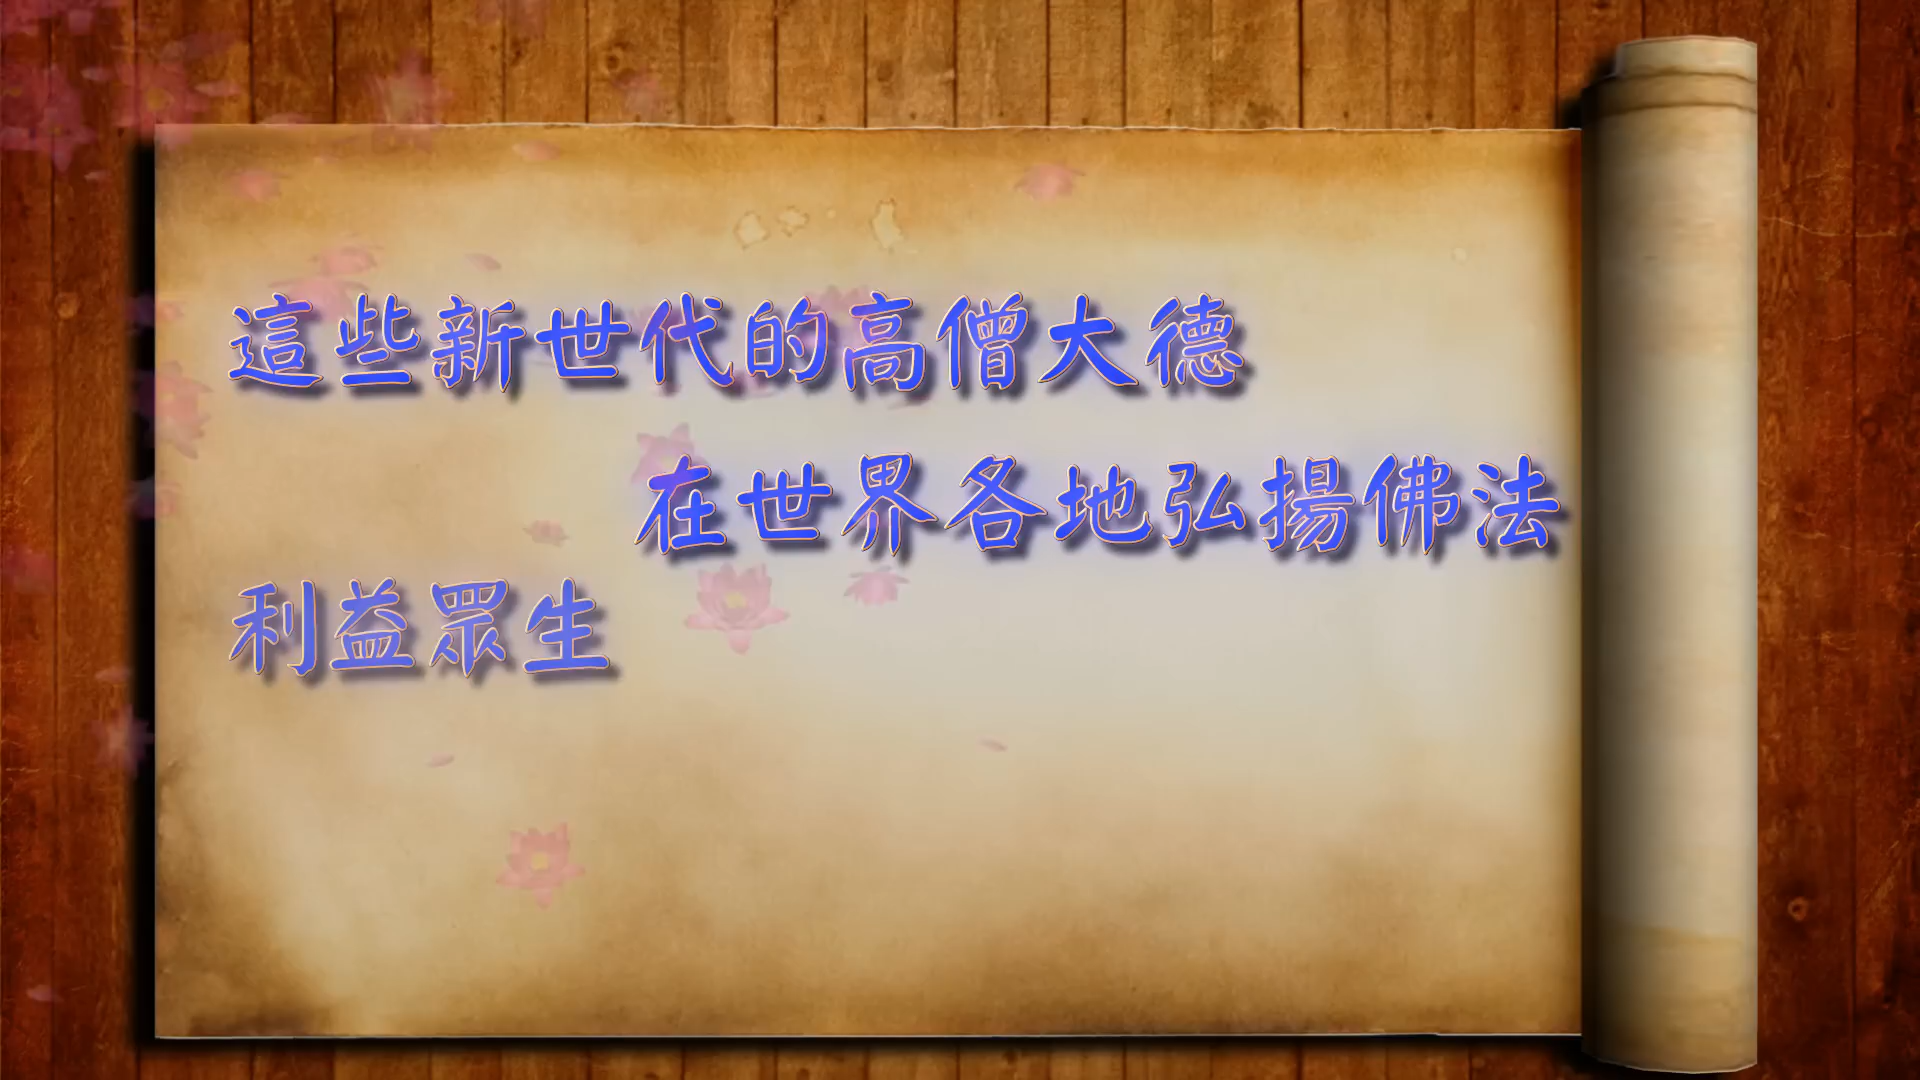 這些新世代的高僧大德
在世界各地弘揚佛法
利益眾生